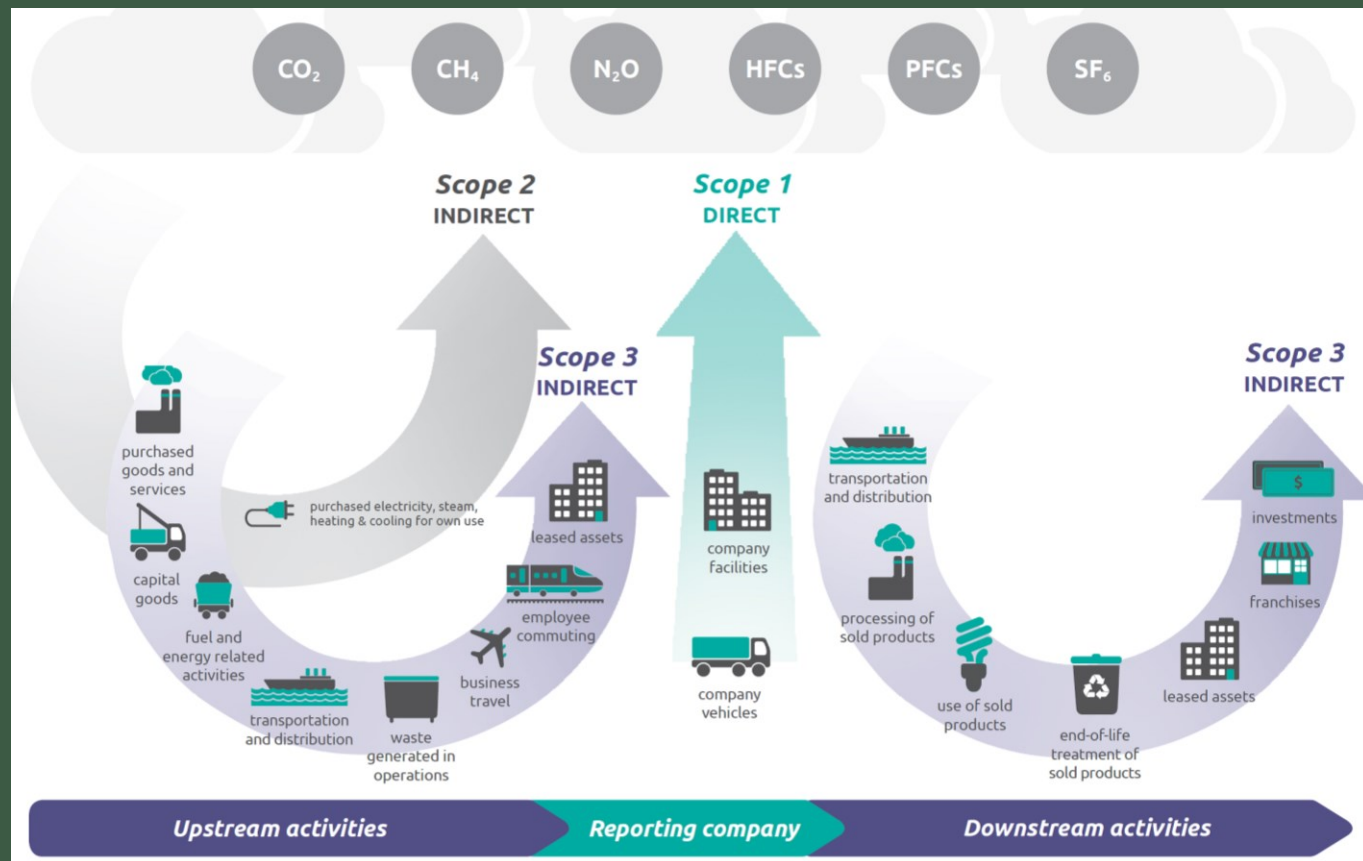 CO₂
CH₄
N₂O
HFCs
PFCs
SF₆
Scope 2
INDIRECT
Scope 1
DIRECT
Scope 3
INDIRECT
Scope 3
INDIRECT
purchased
goods and
services
capital
goods
fuel and
energy related
activities
transportation
and distribution
waste
generated in
operations
business
travel
employee
commuting
leased assets
purchased electricity, steam,
heating & cooling for own use
company
facilities
company
vehicles
transportation
and distribution
processing of
sold products
use of sold
products
end-of-life
treatment of
sold products
leased assets
franchises
$
investments
Upstream activities
Reporting company
Downstream activities